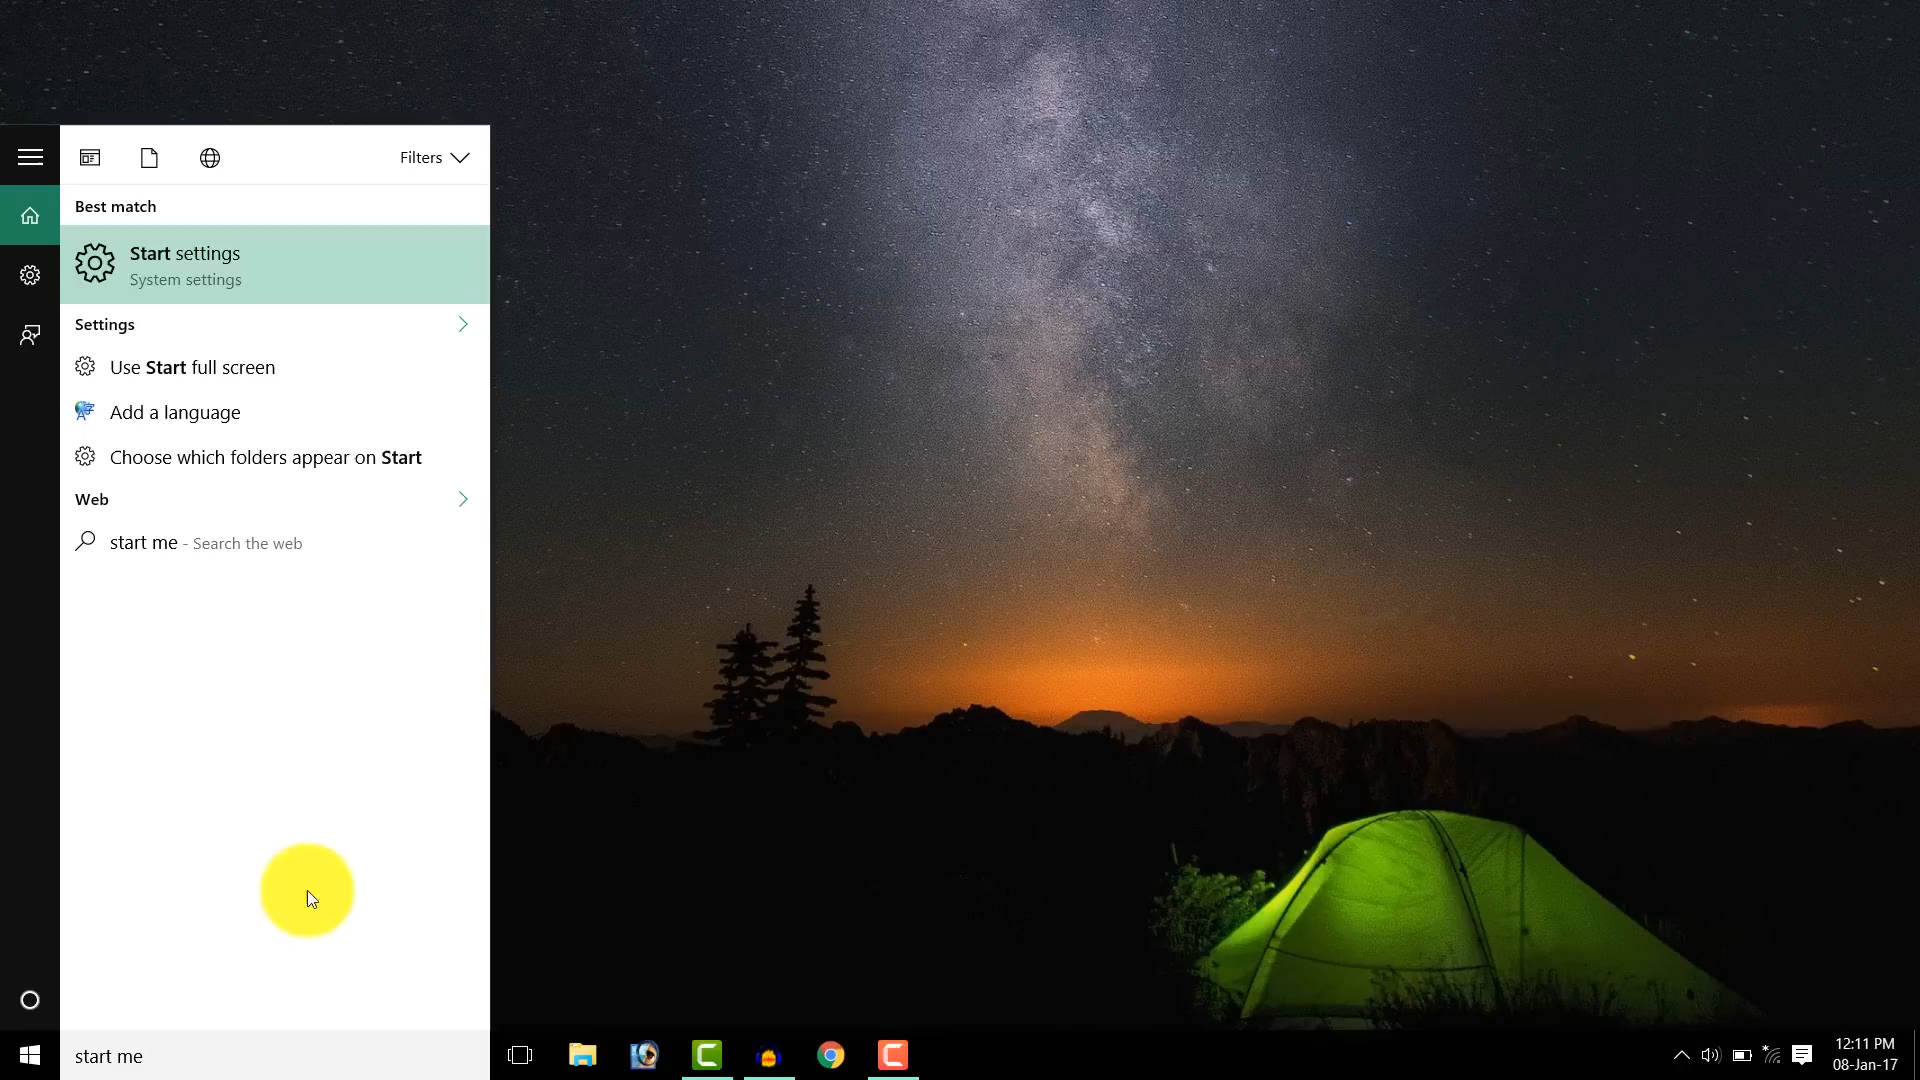 Filters
Best match
Start settings
System settings
Settings
Use Start full screen
Add a language
Choose which folders appear on Start
Web
start me - Search the web
start me
12:11 PM
08-Jan-17